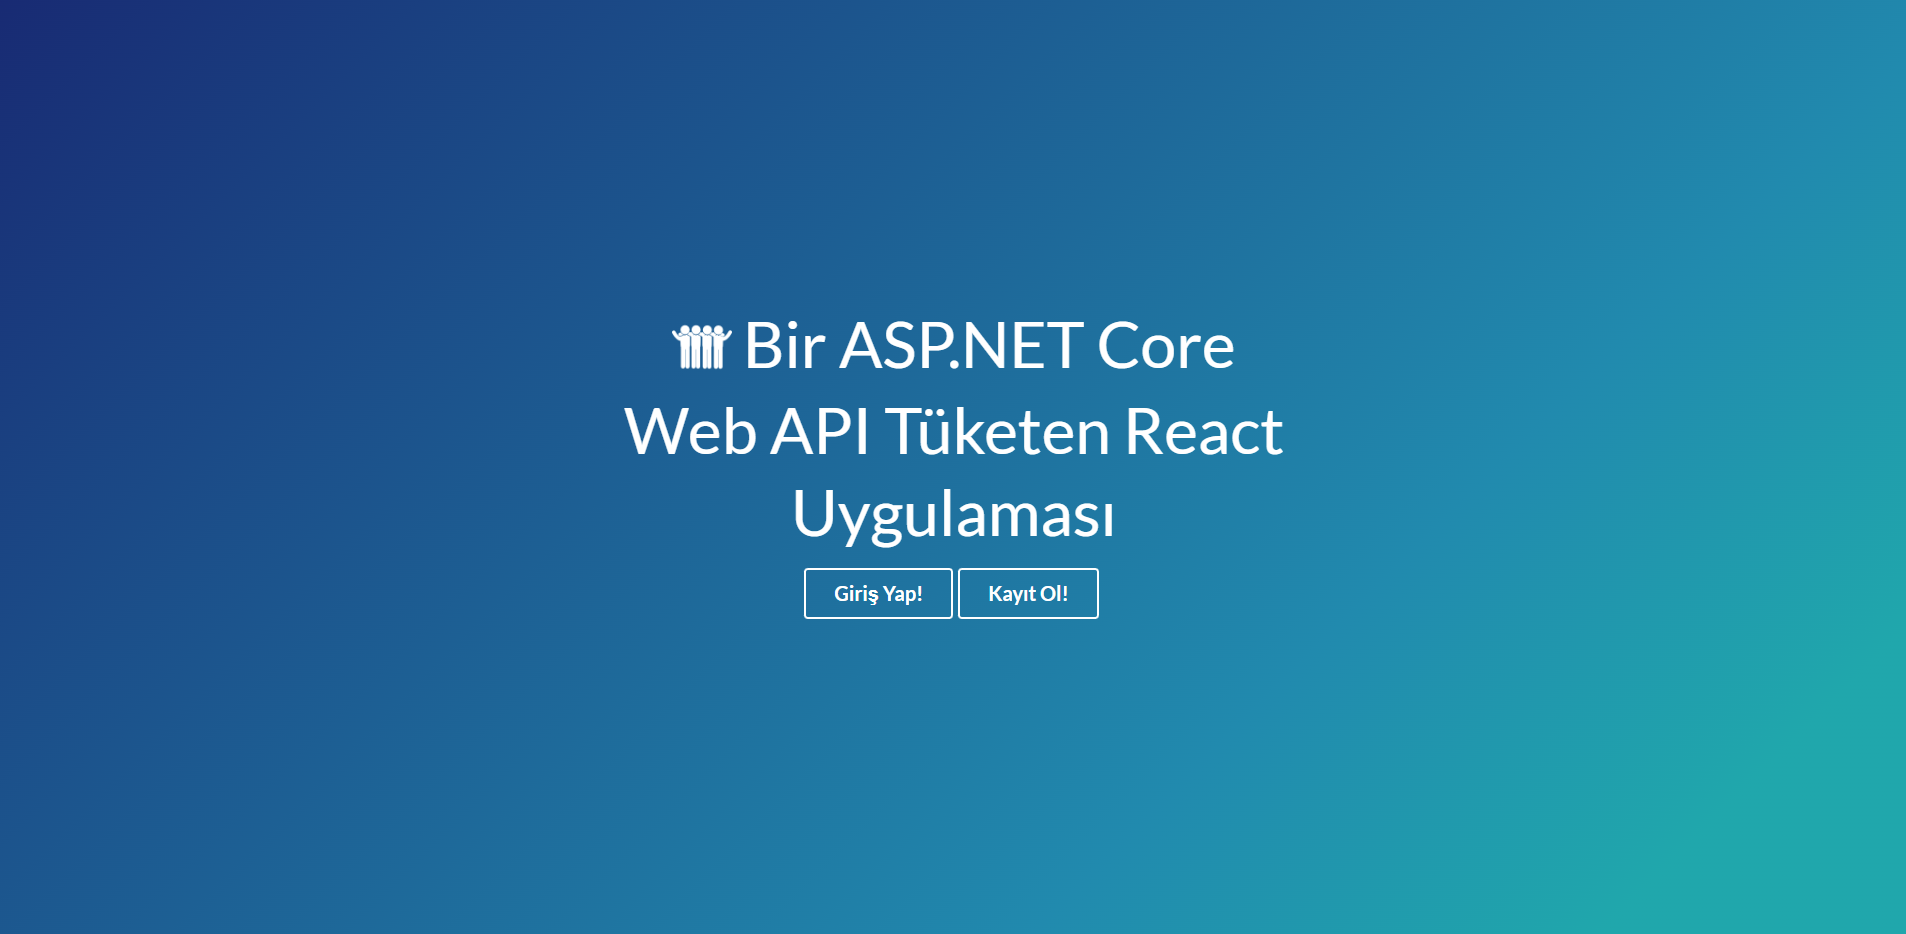 Bir ASP.NET Core
Web API Tüketen React
Uygulaması
Giriş Yap! Kayıt Ol!